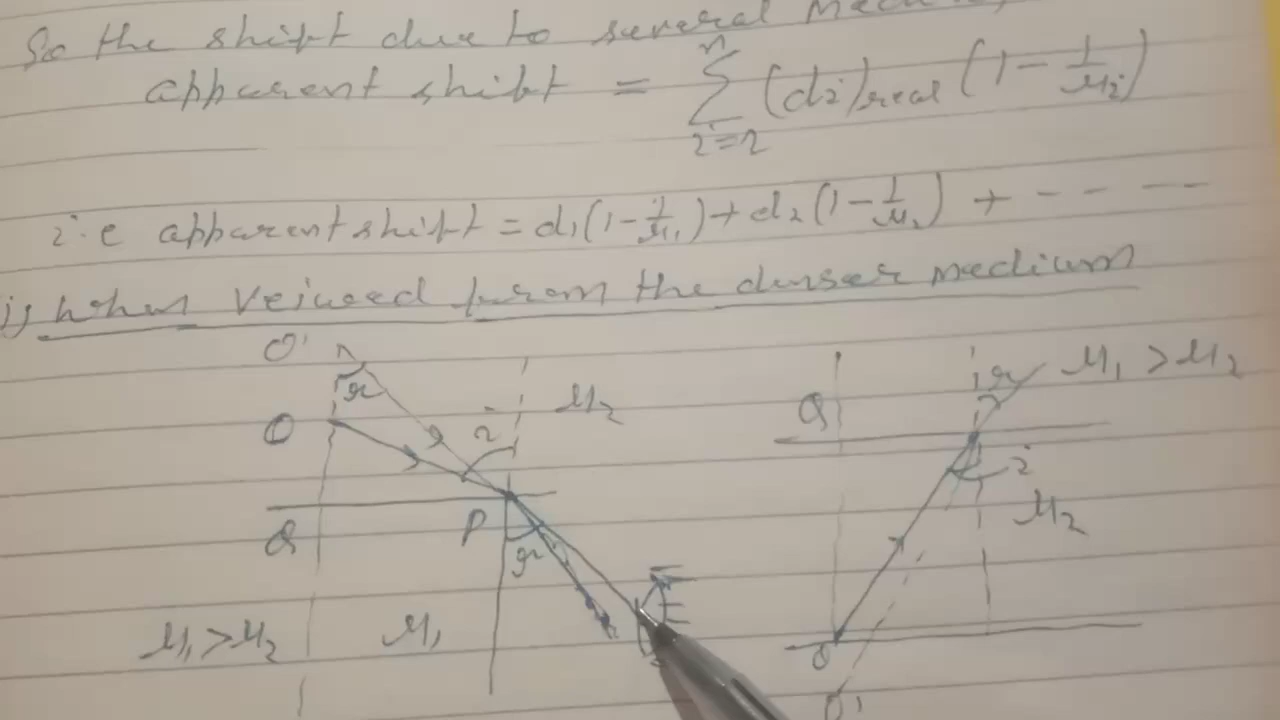 So the shift due to several
apparent shift = n Σ i=2 (di)real (1 - 1/μi)
i.e apparent shift = d1(1 - 1/μ1) + d2(1 - 1/μ2) + - - - -
ij when veiwed from the denser medium
O' r
O i μ2
Q P r
μ1 > μ2 μ1
Q r μ1 > μ2
i
μ2
O
O'